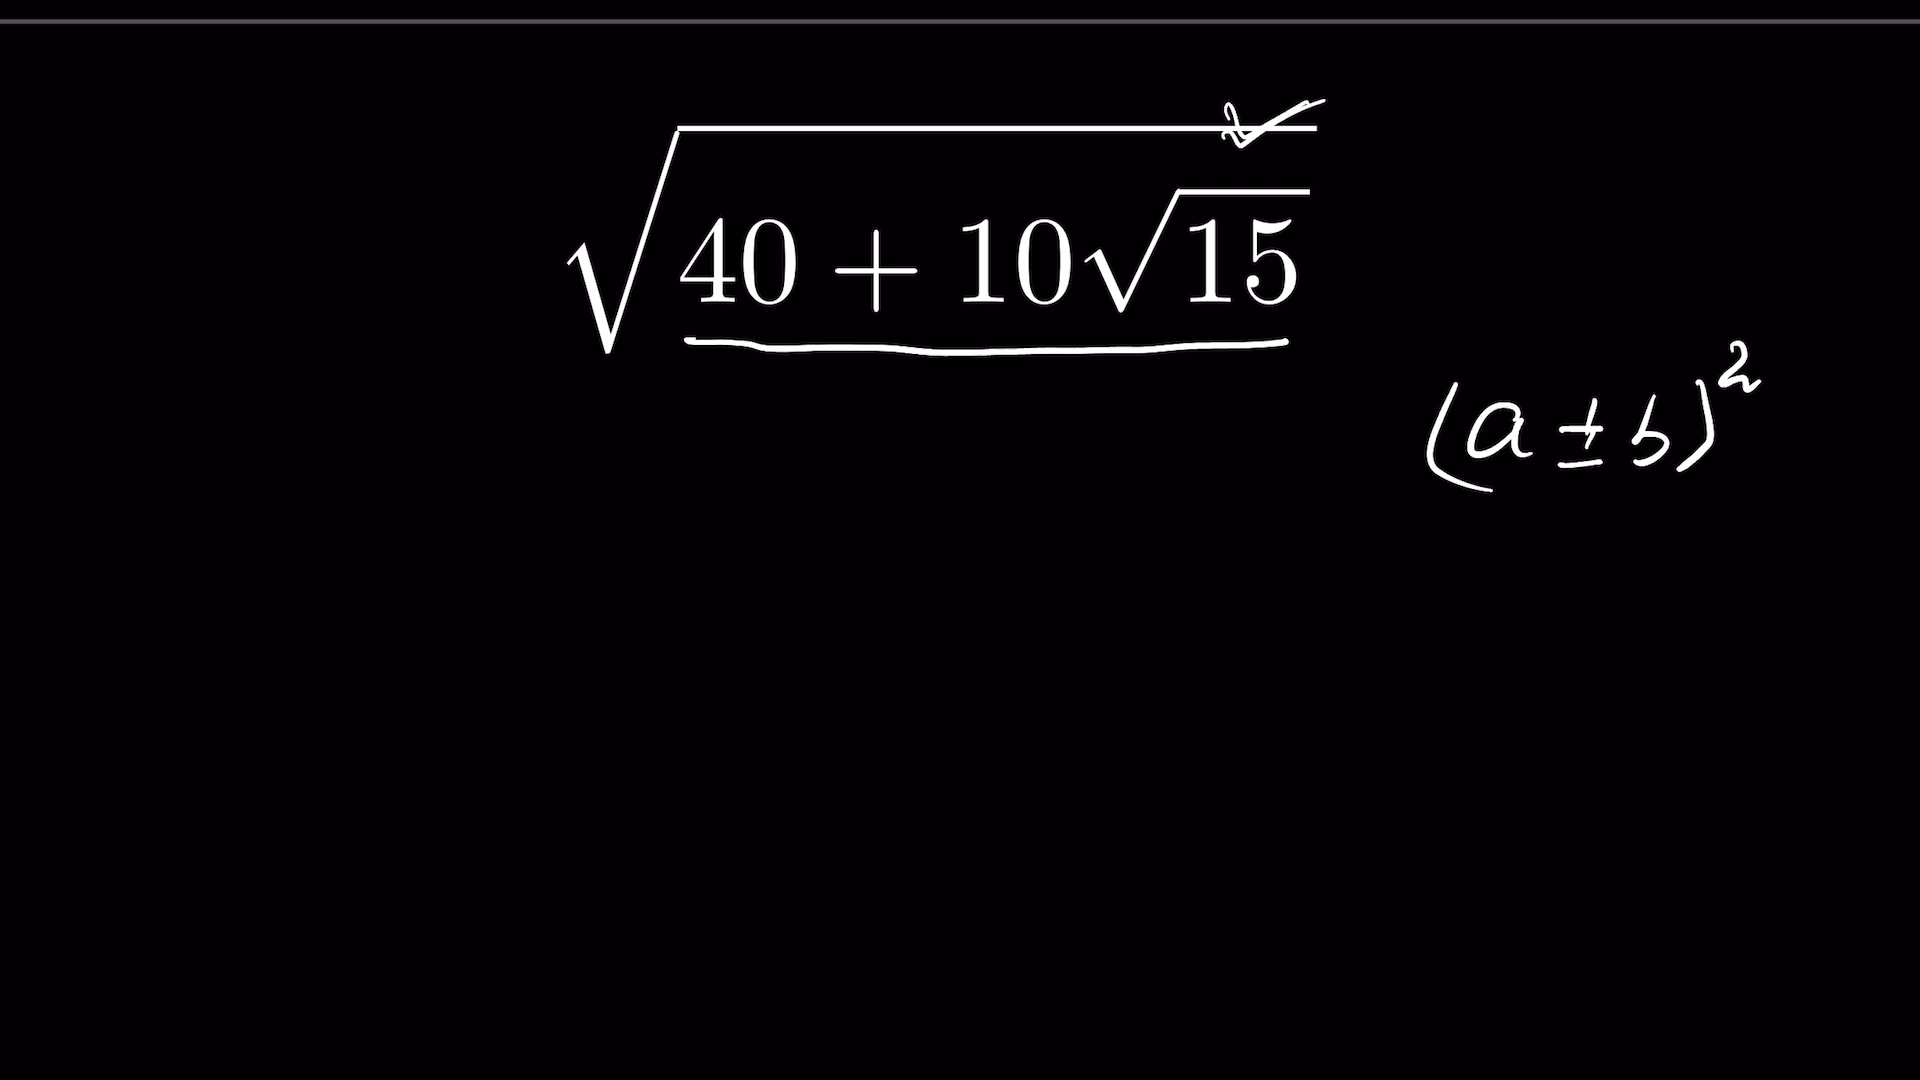 √(40 + 10√15)
(a ± b)²